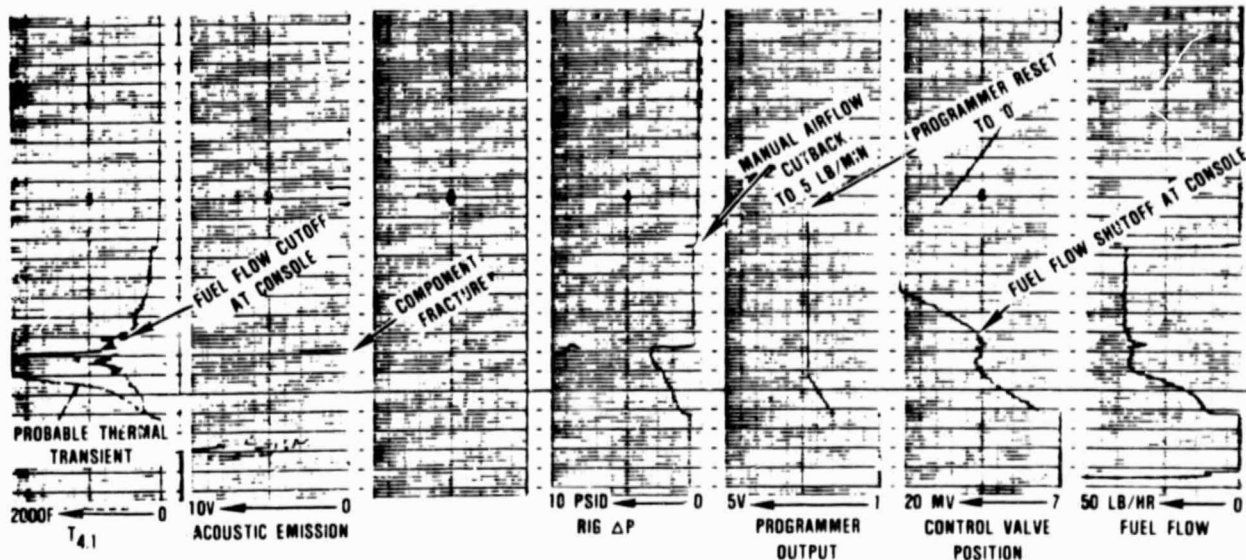 MANUAL AIRFLOW
CUTBACK
TO 5 LB/MIN
PROGRAMMER RESET
TO '0'
FUEL FLOW SHUTOFF AT CONSOLE
FUEL FLOW CUTOFF
AT CONSOLE
COMPONENT
FRACTURE
PROBABLE THERMAL
TRANSIENT
2000F 0
T4.1
10V 0
ACOUSTIC EMISSION
10 PSID 0
RIG ΔP
5V 1
PROGRAMMER
OUTPUT
20 MV 7
CONTROL VALVE
POSITION
50 LB/HR 0
FUEL FLOW